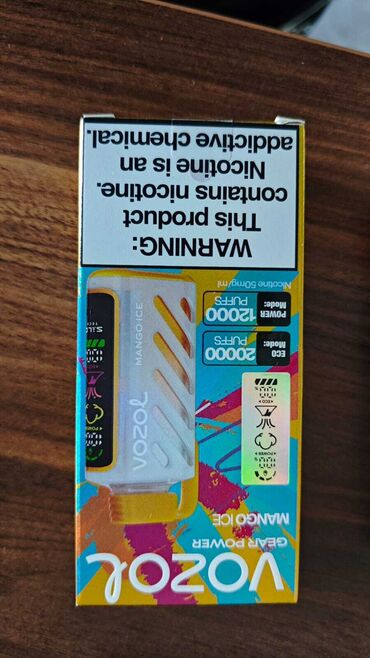 VOZOL
GEAR POWER
MANGO ICE
ECO
Mode:
20000
PUFFS
POWER
Mode:
12000
PUFFS
Nicotine 50mg/ml
VOZOL
MANGO ICE
WARNING:
This product
contains nicotine.
Nicotine is an
addictive chemical.